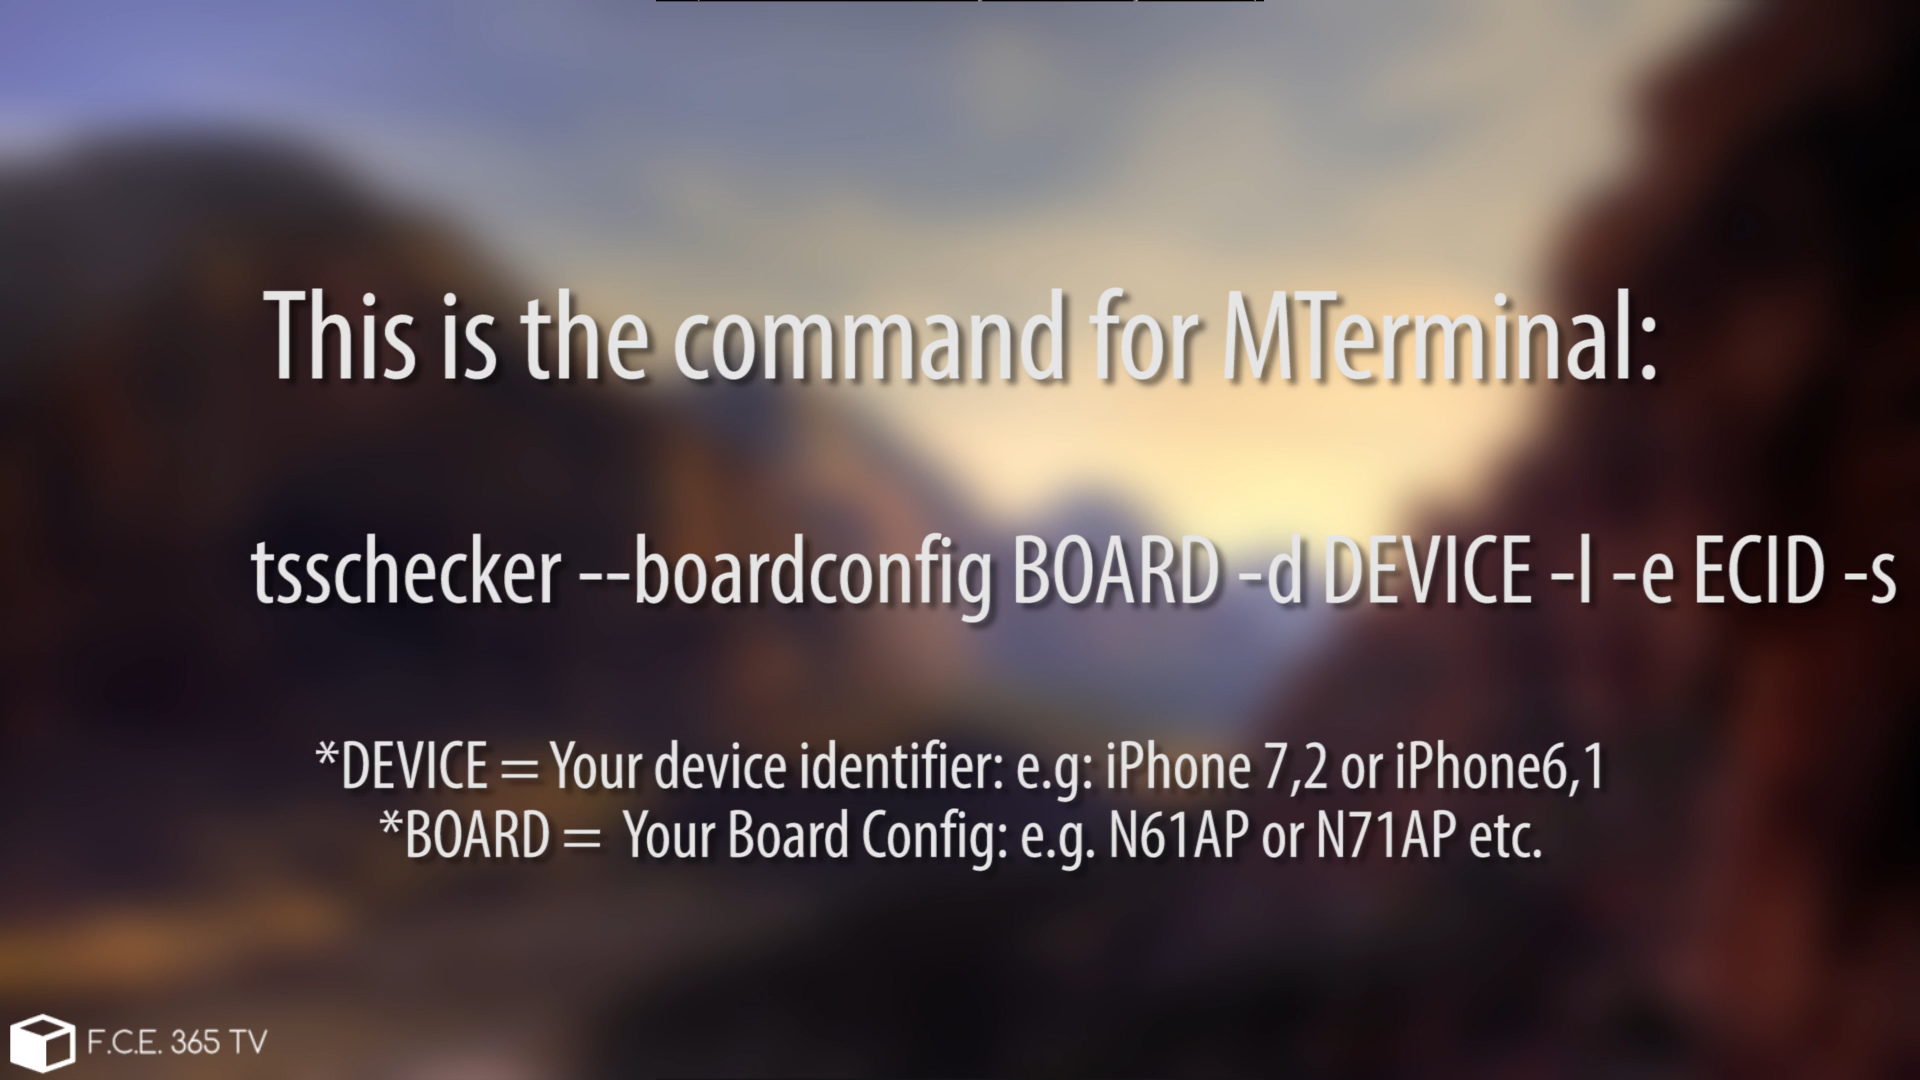 This is the command for MTerminal:
tsschecker --boardconfig BOARD -d DEVICE -l -e ECID -s
*DEVICE = Your device identifier: e.g: iPhone 7,2 or iPhone6,1
*BOARD =  Your Board Config: e.g. N61AP or N71AP etc.
F.C.E. 365 TV